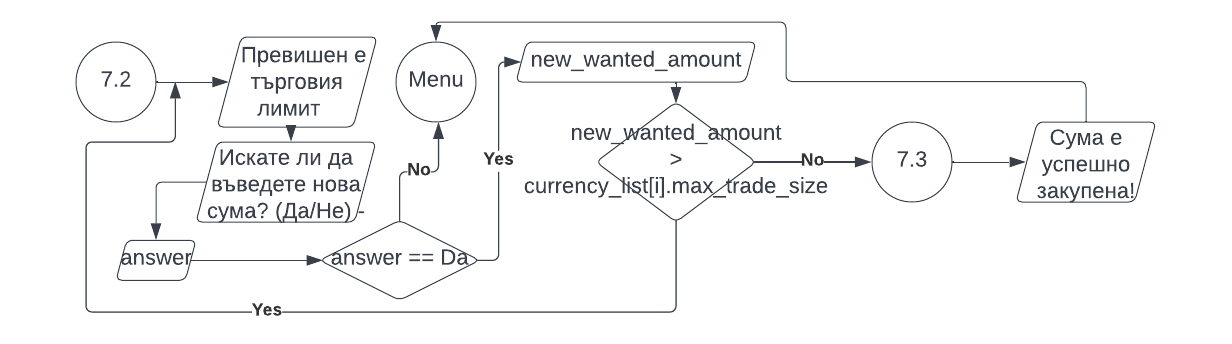 7.2
Превишен е
търговия
лимит
Искате ли да
въведете нова
сума? (Да/Не) -
answer
answer == Da
No
Menu
Yes
new_wanted_amount
new_wanted_amount
>
currency_list[i].max_trade_size
No
7.3
Сума е
успешно
закупена!
Yes